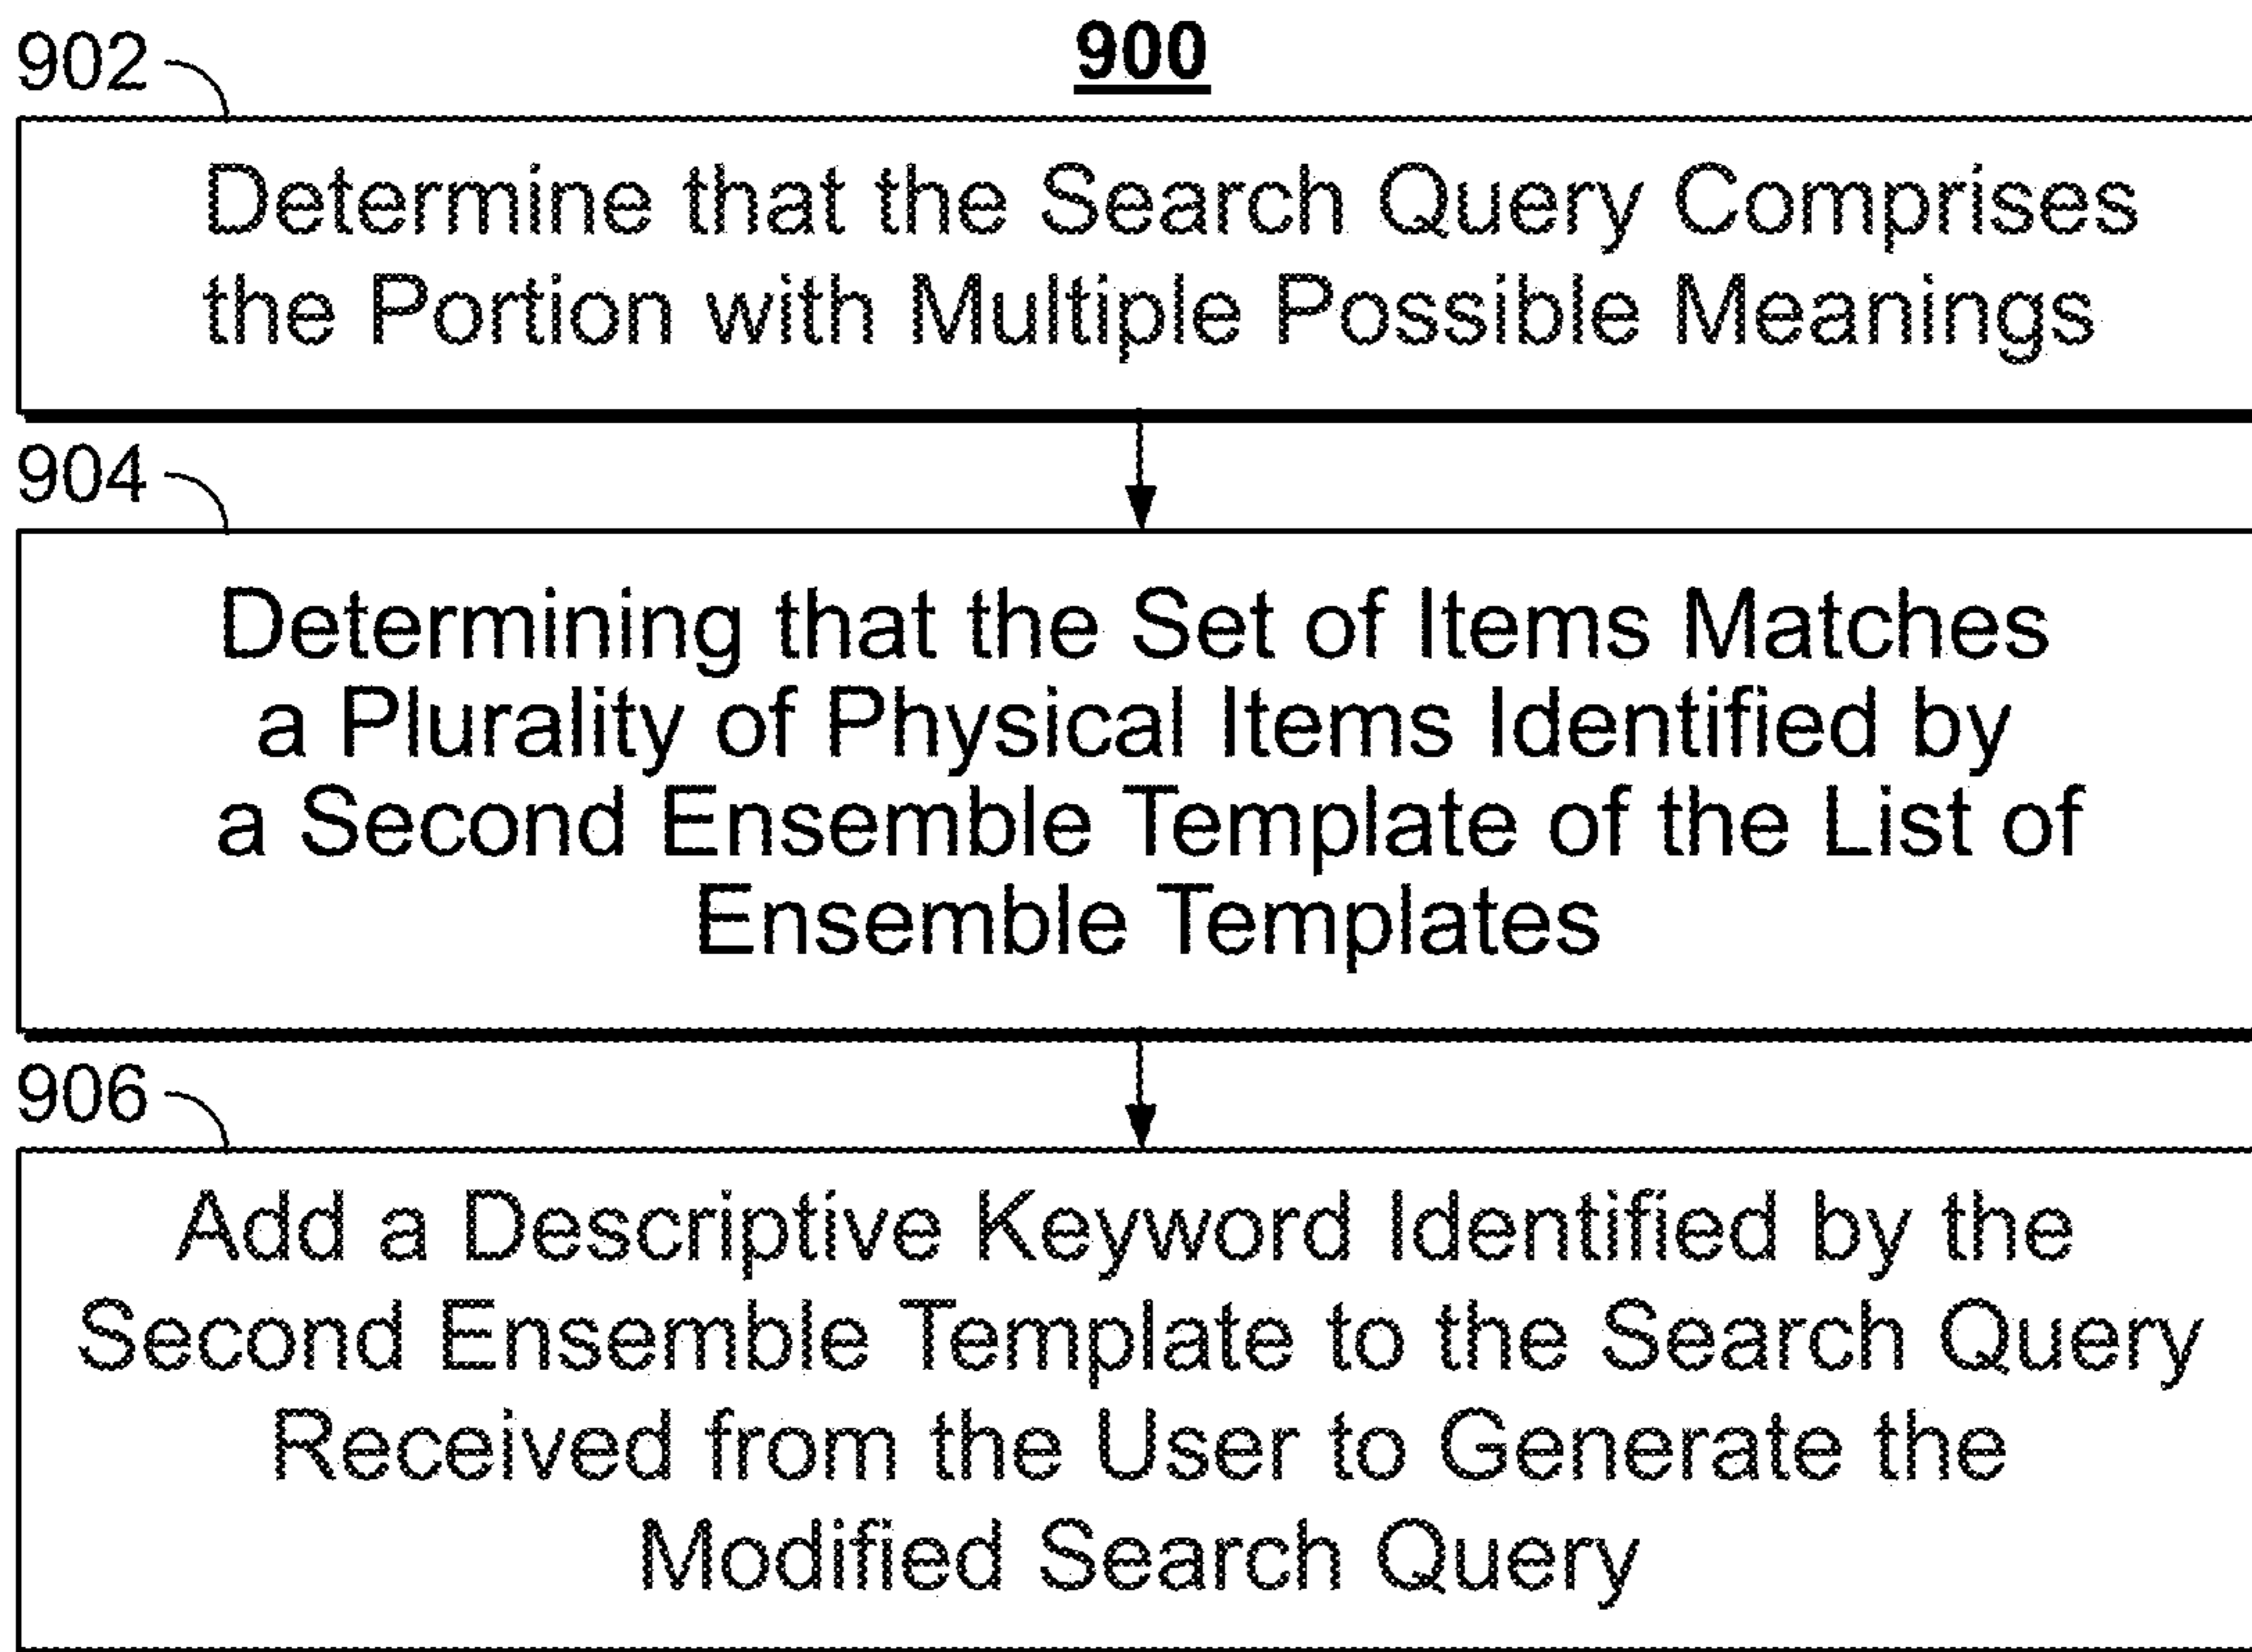 900
902
Determine that the Search Query Comprises
the Portion with Multiple Possible Meanings
904
Determining that the Set of Items Matches
a Plurality of Physical Items Identified by
a Second Ensemble Template of the List of
Ensemble Templates
906
Add a Descriptive Keyword Identified by the
Second Ensemble Template to the Search Query
Received from the User to Generate the
Modified Search Query